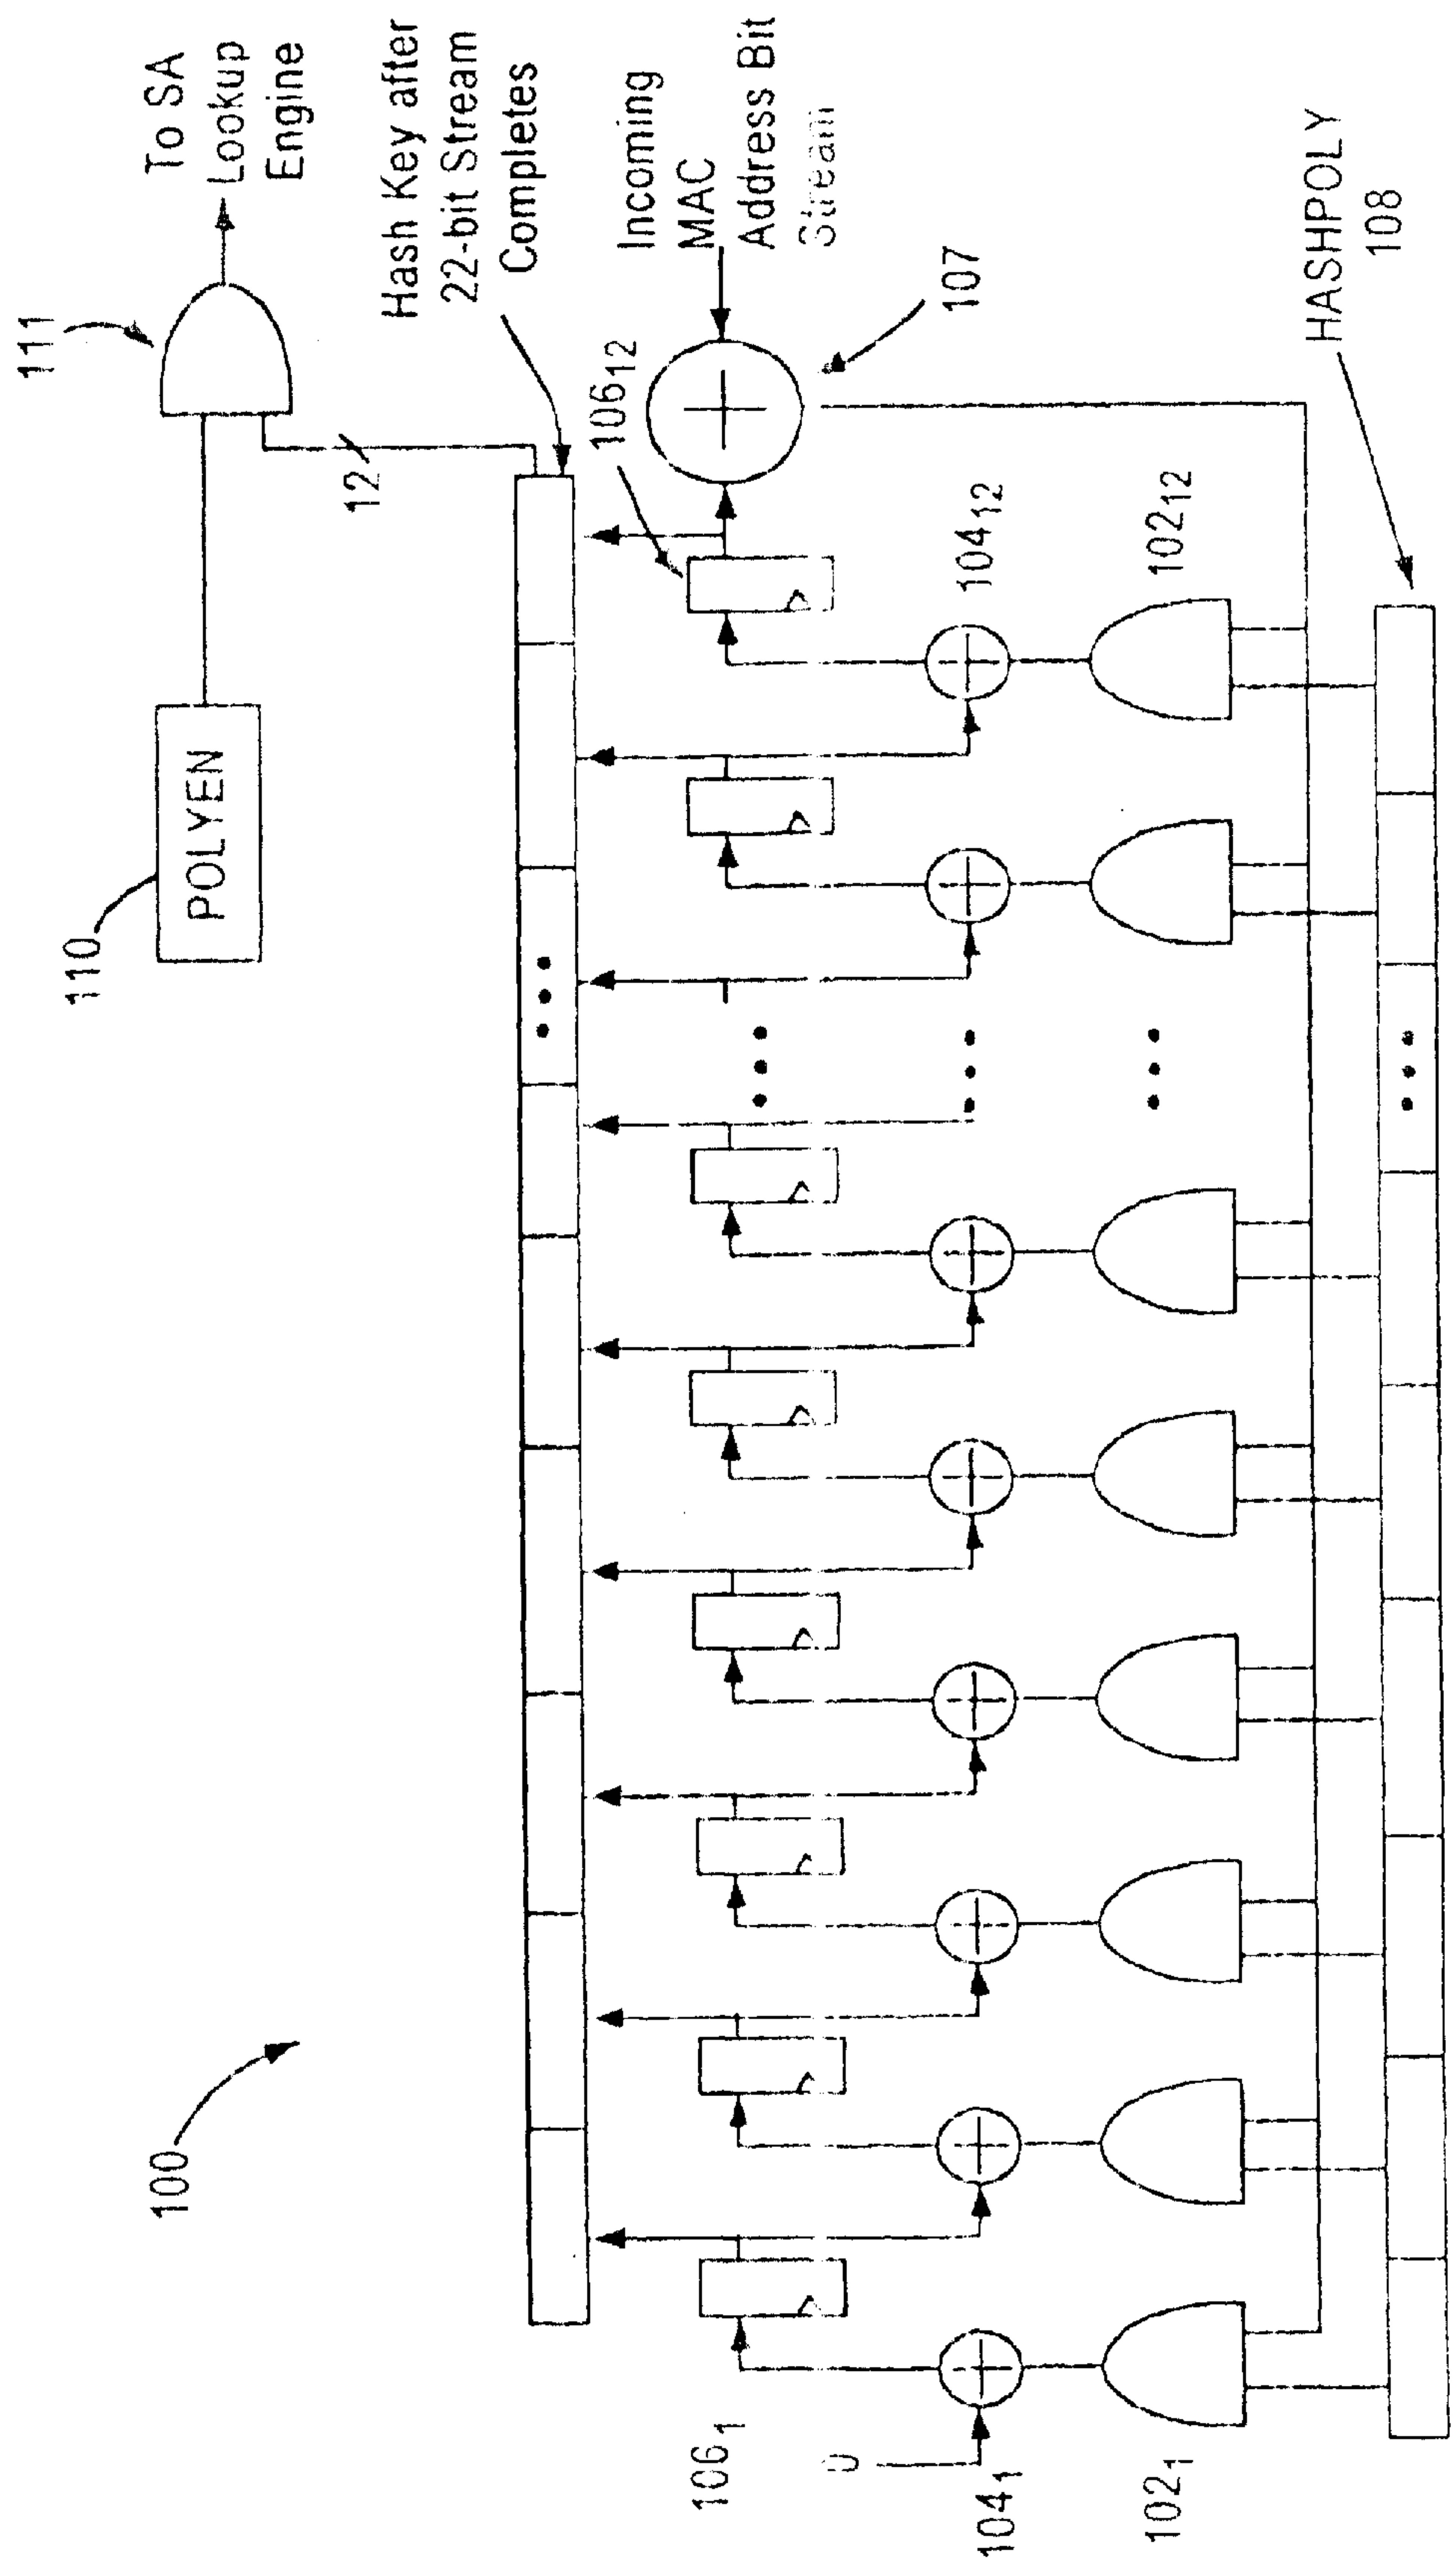 100
110
POLYEN
111
To SA
Lookup
Engine
12
Hash Key after
22-bit Stream
Completes
106₁₂
Incoming
MAC
Address Bit
Stream
107
106₁
0
104₁
104₁₂
102₁
102₁₂
HASHPOLY
108